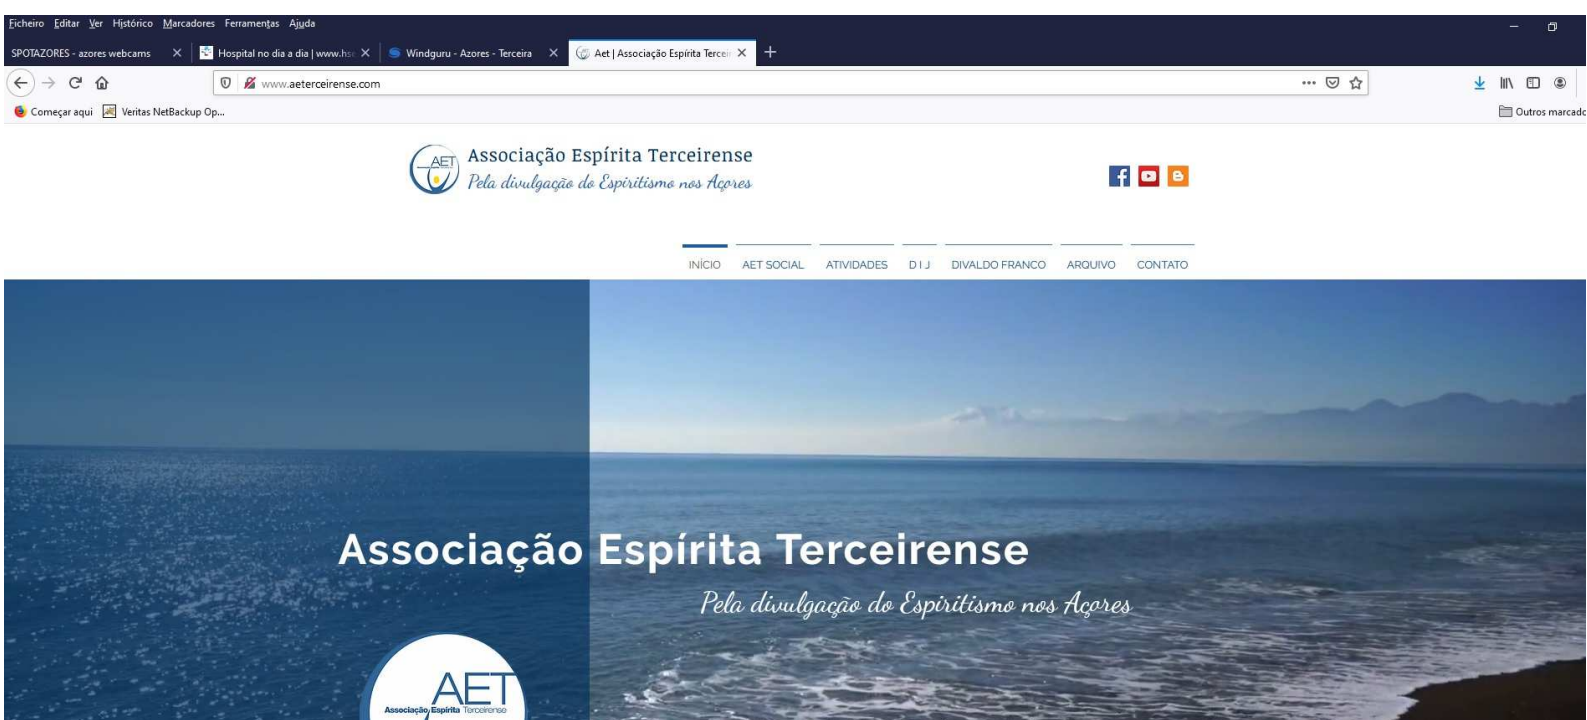 Ficheiro Editar Ver Histórico Marcadores Ferramentas Ajuda
SPOTAZORES - azores webcams Hospital no dia a dia | www.hse Windguru - Azores - Terceira Aet | Associação Espírita Tercei
www.aeterceirense.com
Começar aqui Veritas NetBackup Op... Outros marcado
AET Associação Espírita Terceirense
Pela divulgação do Espiritismo nos Açores
INÍCIO AET SOCIAL ATIVIDADES D I J DIVALDO FRANCO ARQUIVO CONTATO
Associação Espírita Terceirense
Pela divulgação do Espiritismo nos Açores
AET
Associação Espírita Terceirense